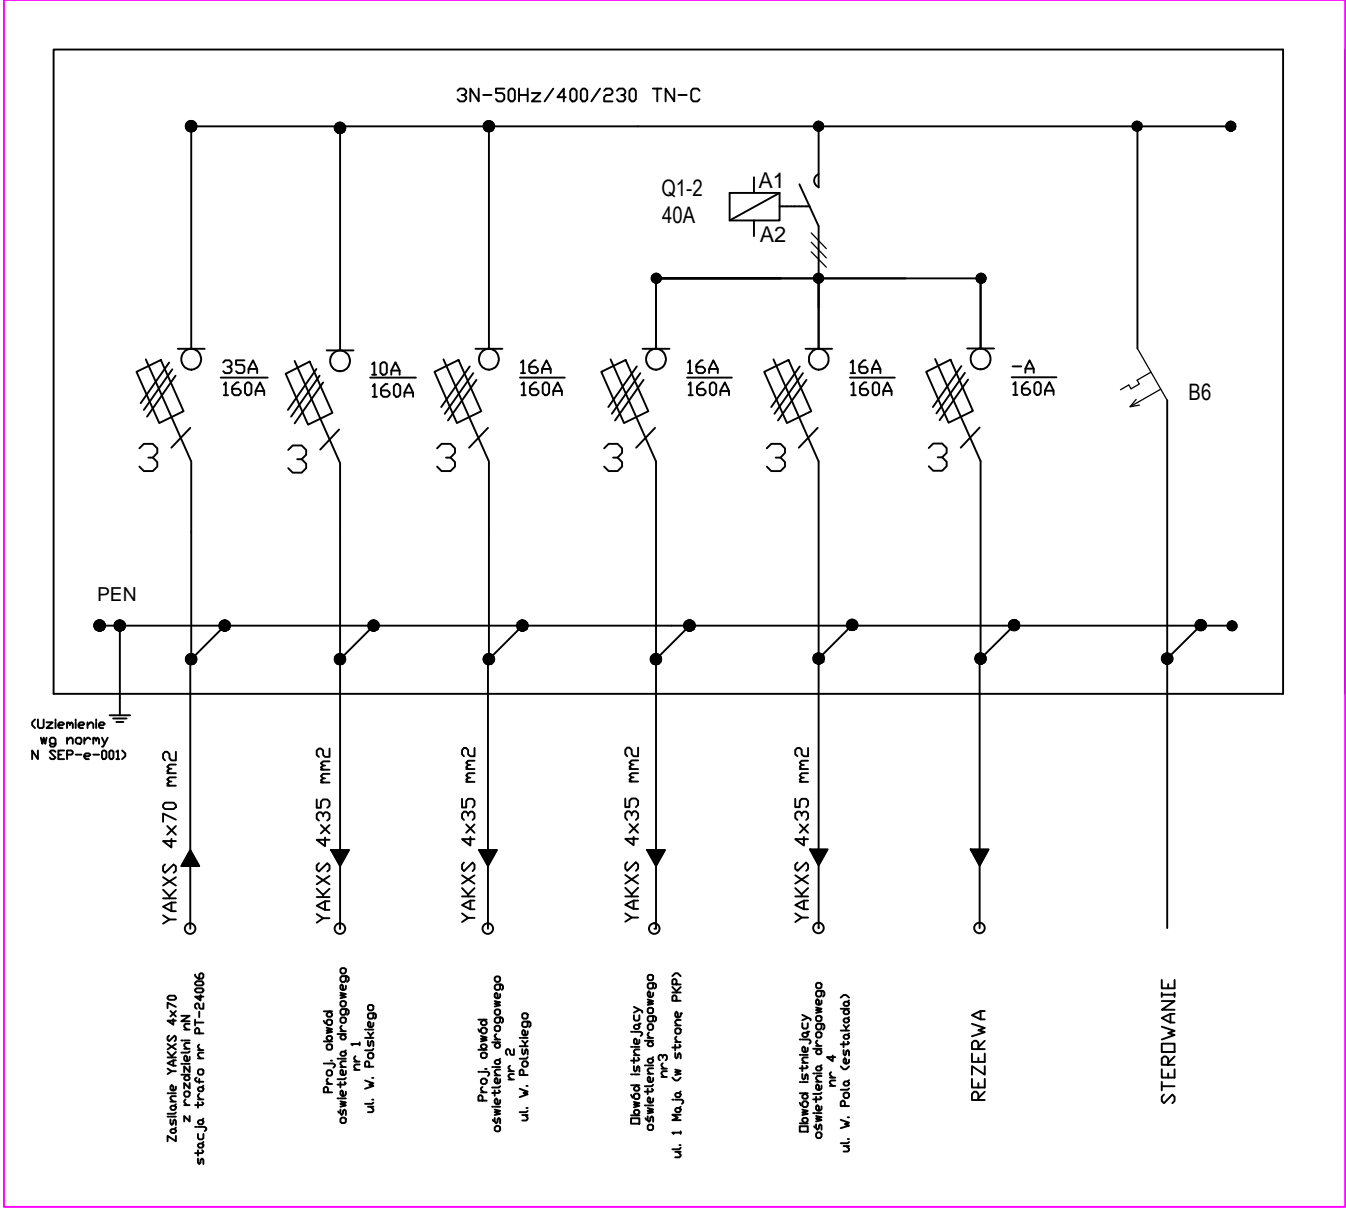 3N-50Hz/400/230 TN-C
Q1-2
40A
A1
A2
35A
160A
10A
160A
16A
160A
16A
160A
16A
160A
-A
160A
B6
3
3
3
3
3
3
PEN
(Uziemienie
wg normy
N SEP-e-001)
YAKXS 4x70 mm2
YAKXS 4x35 mm2
YAKXS 4x35 mm2
YAKXS 4x35 mm2
YAKXS 4x35 mm2
Zasilanie YAKXS 4x70
z rozdzielni nN
stacja trafo nr PT-24006
Proj. obwód
oświetlenia drogowego
nr 1
ul. W. Polskiego
Proj. obwód
oświetlenia drogowego
nr 2
ul. W. Polskiego
Obwód istniejący
oświetlenia drogowego
nr3
ul. 1 Maja (w strone PKP)
Obwód istniejący
oświetlenia drogowego
nr 4
ul. W. Pola (estakada)
REZERWA
STEROWANIE